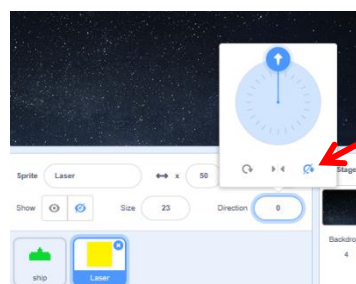 Sprite Laser ↔ x 50
Stage
Show Size 23 Direction 0
Backdro
4
ship Laser